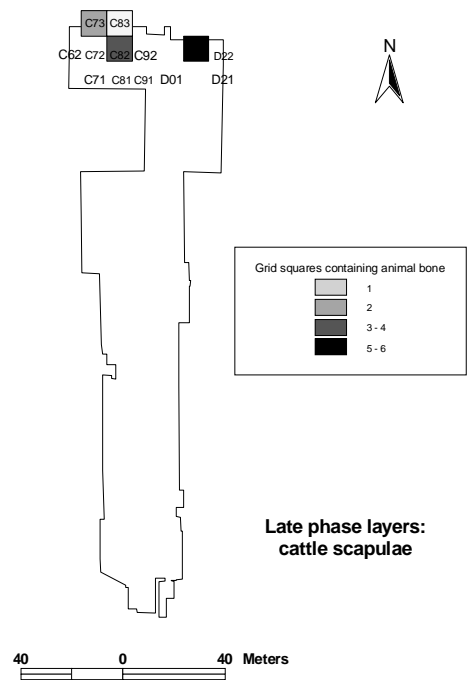 C73 C83
C62 C72 C82 C92 D22
C71 C81 C91 D01 D21
N
Grid squares containing animal bone
1
2
3 - 4
5 - 6
Late phase layers:
cattle scapulae
40 0 40 Meters